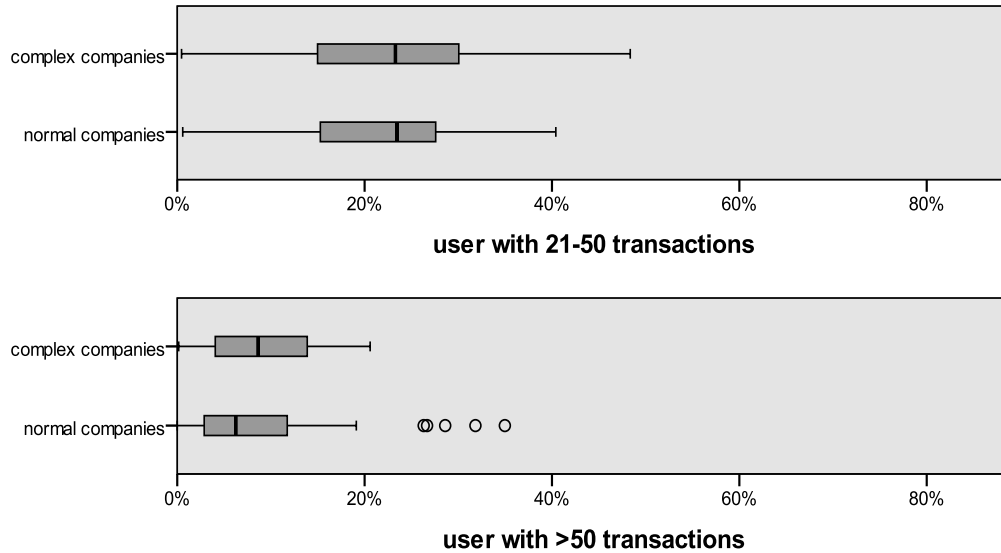 complex companies
normal companies
0% 20% 40% 60% 80%
user with 21-50 transactions
complex companies
normal companies
0% 20% 40% 60% 80%
user with >50 transactions